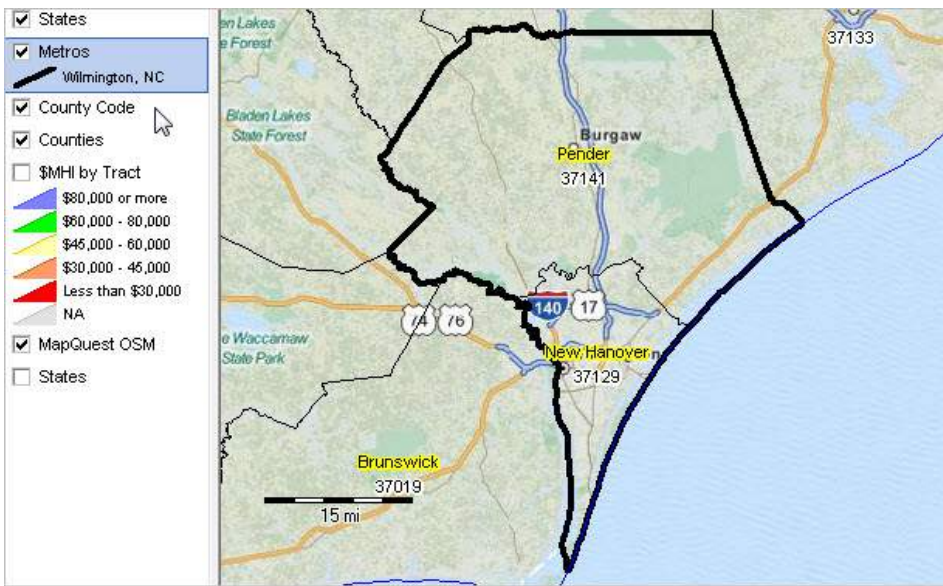 States
Metros
Wilmington, NC
County Code
Counties
$MHI by Tract
$80,000 or more
$60,000 - 80,000
$45,000 - 60,000
$30,000 - 45,000
Less than $30,000
NA
MapQuest OSM
States
en Lakes
e Forest
37133
Bladen Lakes
State Forest
Burgaw
Pender
37141
140
17
74
76
e Waccamaw
State Park
New Hanover
n
37129
Brunswick
37019
15 mi